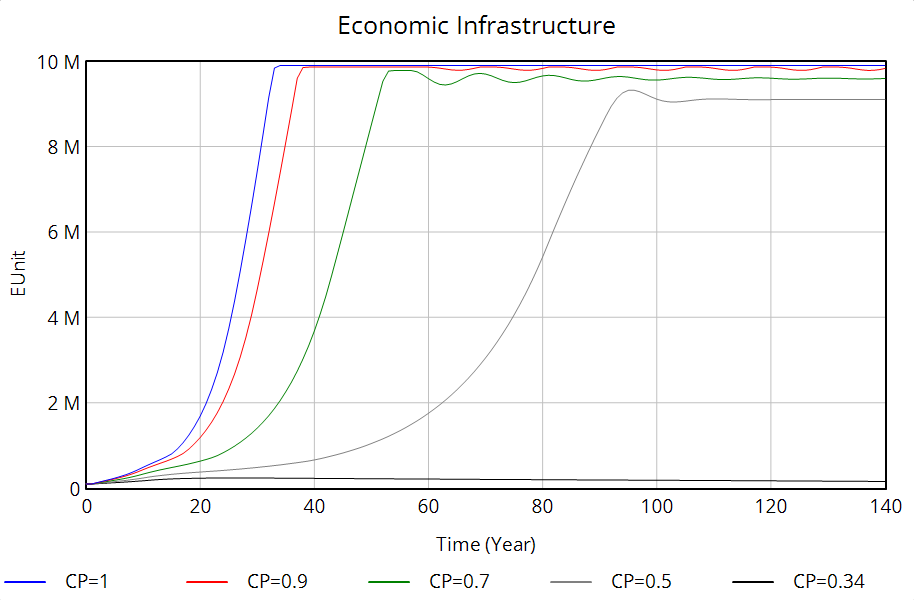 Economic Infrastructure
10 M
8 M
6 M
4 M
2 M
0
EUnit
0 20 40 60 80 100 120 140
Time (Year)
CP=1 CP=0.9 CP=0.7 CP=0.5 CP=0.34